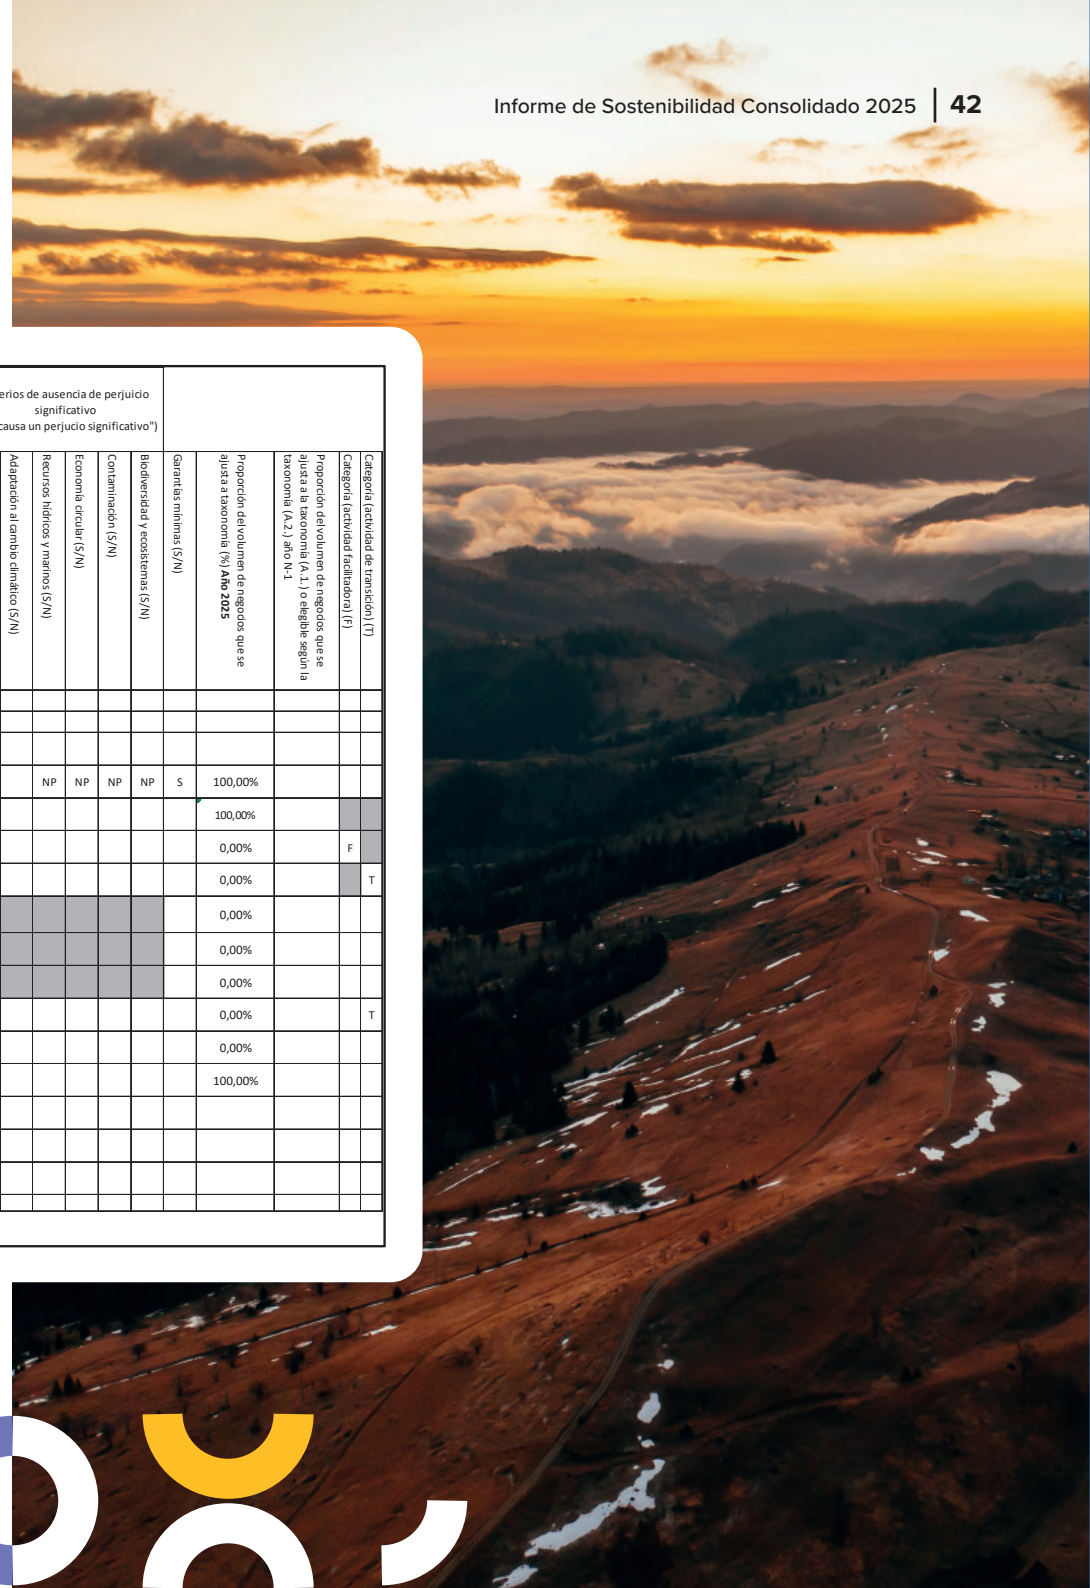 Informe de Sostenibilidad Consolidado 2025 | 42
erios de ausencia de perjuicio
significativo
causa un perjucio significativo")
Adaptación al cambio climático (S/N)
Recursos hídricos y marinos (S/N)
Economía circular (S/N)
Contaminación (S/N)
Biodiversidad y ecosistemas (S/N)
Garantías mínimas (S/N)
Proporción del volumen de negocios que se
ajusta a taxonomía (%) Año 2025
Proporción del volumen de negocios que se
ajusta a la taxonomía (A.1.) o elegible según la
taxonomía (A.2.) año N-1
Categoría (actividad facilitadora) (F)
Categoría (actividad de transición) (T)
NP NP NP NP S 100,00%
100,00%
0,00% F
0,00% T
0,00%
0,00%
0,00%
0,00% T
0,00%
100,00%